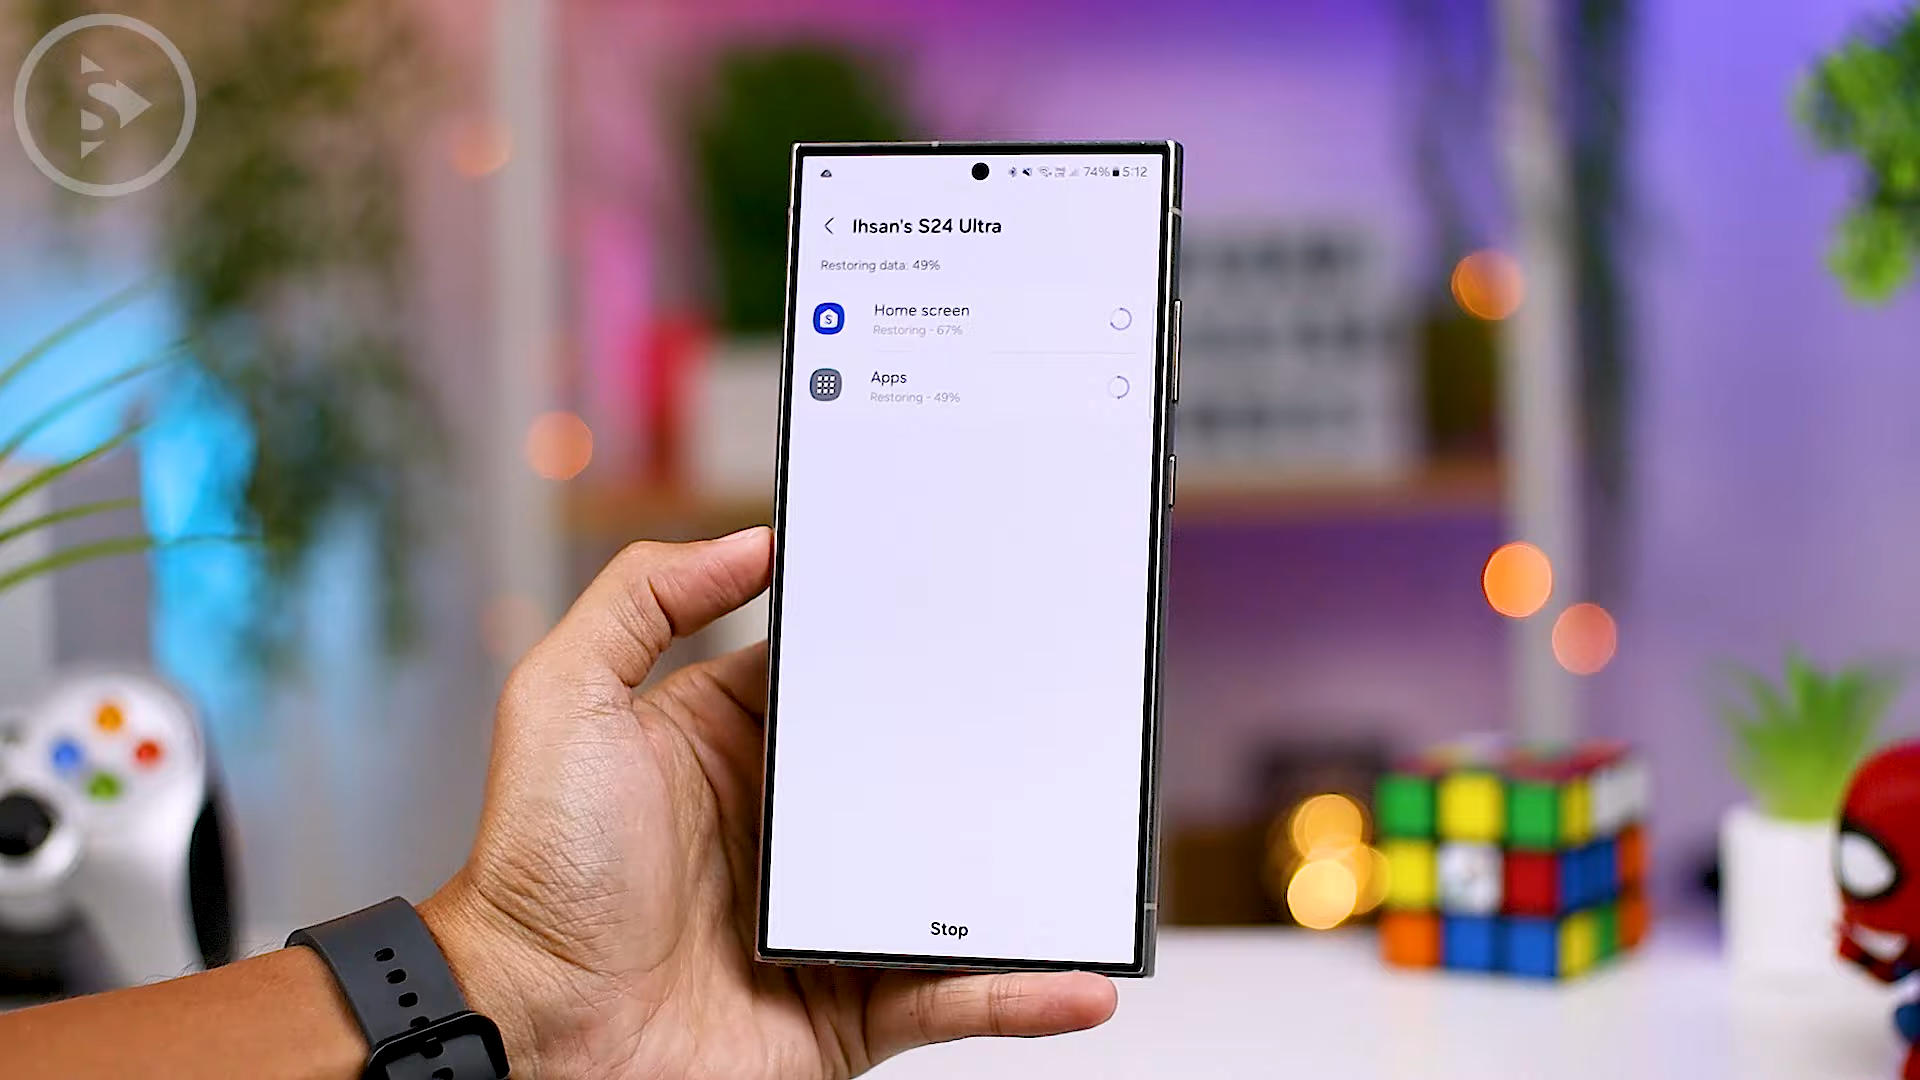 S
74% 5:12
Ihsan's S24 Ultra
Restoring data: 49%
S
Home screen
Restoring - 67%
Apps
Restoring - 49%
Stop